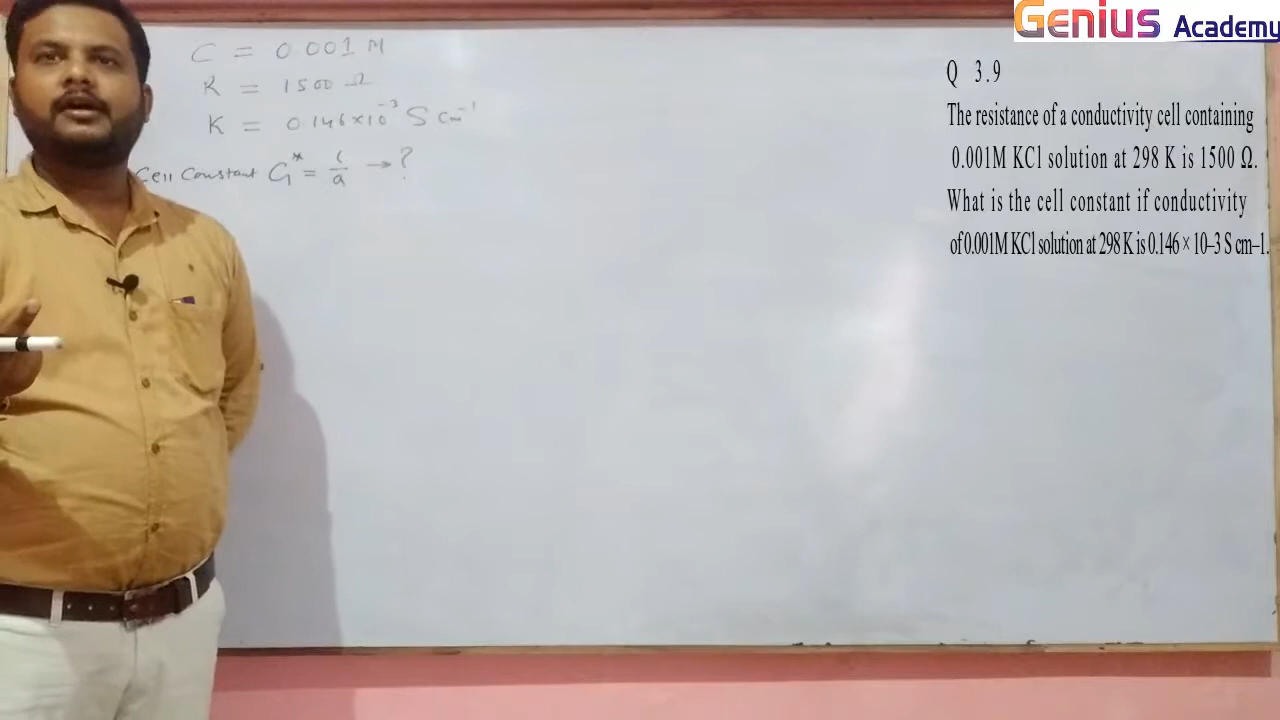 C = 0.001 M
R = 1500 Ω
K = 0.146×10⁻³ S cm⁻¹
Cell Constant G* = l/a → ?
Genius Academy
Q 3.9
The resistance of a conductivity cell containing
0.001M KCl solution at 298 K is 1500 Ω.
What is the cell constant if conductivity
of 0.001M KCl solution at 298 K is 0.146 × 10–3 S cm–1.